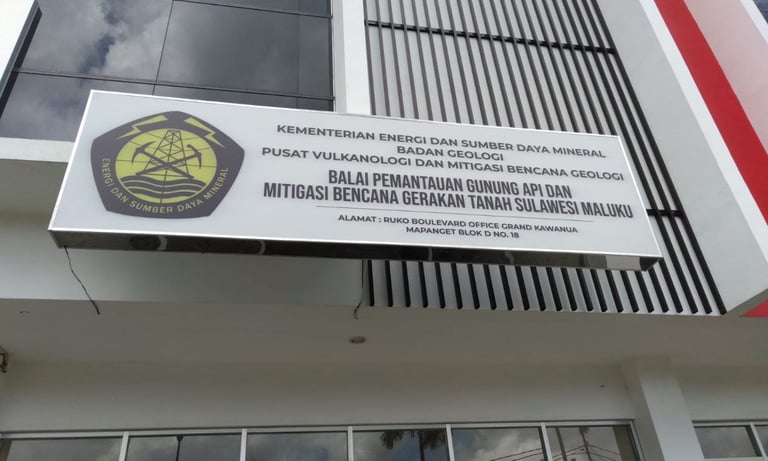 ENERGI DAN SUMBER DAYA MINERAL
KEMENTERIAN ENERGI DAN SUMBER DAYA MINERAL
BADAN GEOLOGI
PUSAT VULKANOLOGI DAN MITIGASI BENCANA GEOLOGI
BALAI PEMANTAUAN GUNUNG API DAN
MITIGASI BENCANA GERAKAN TANAH SULAWESI MALUKU
ALAMAT : RUKO BOULEVARD OFFICE GRAND KAWANUA
MAPANGET BLOK D NO. 18